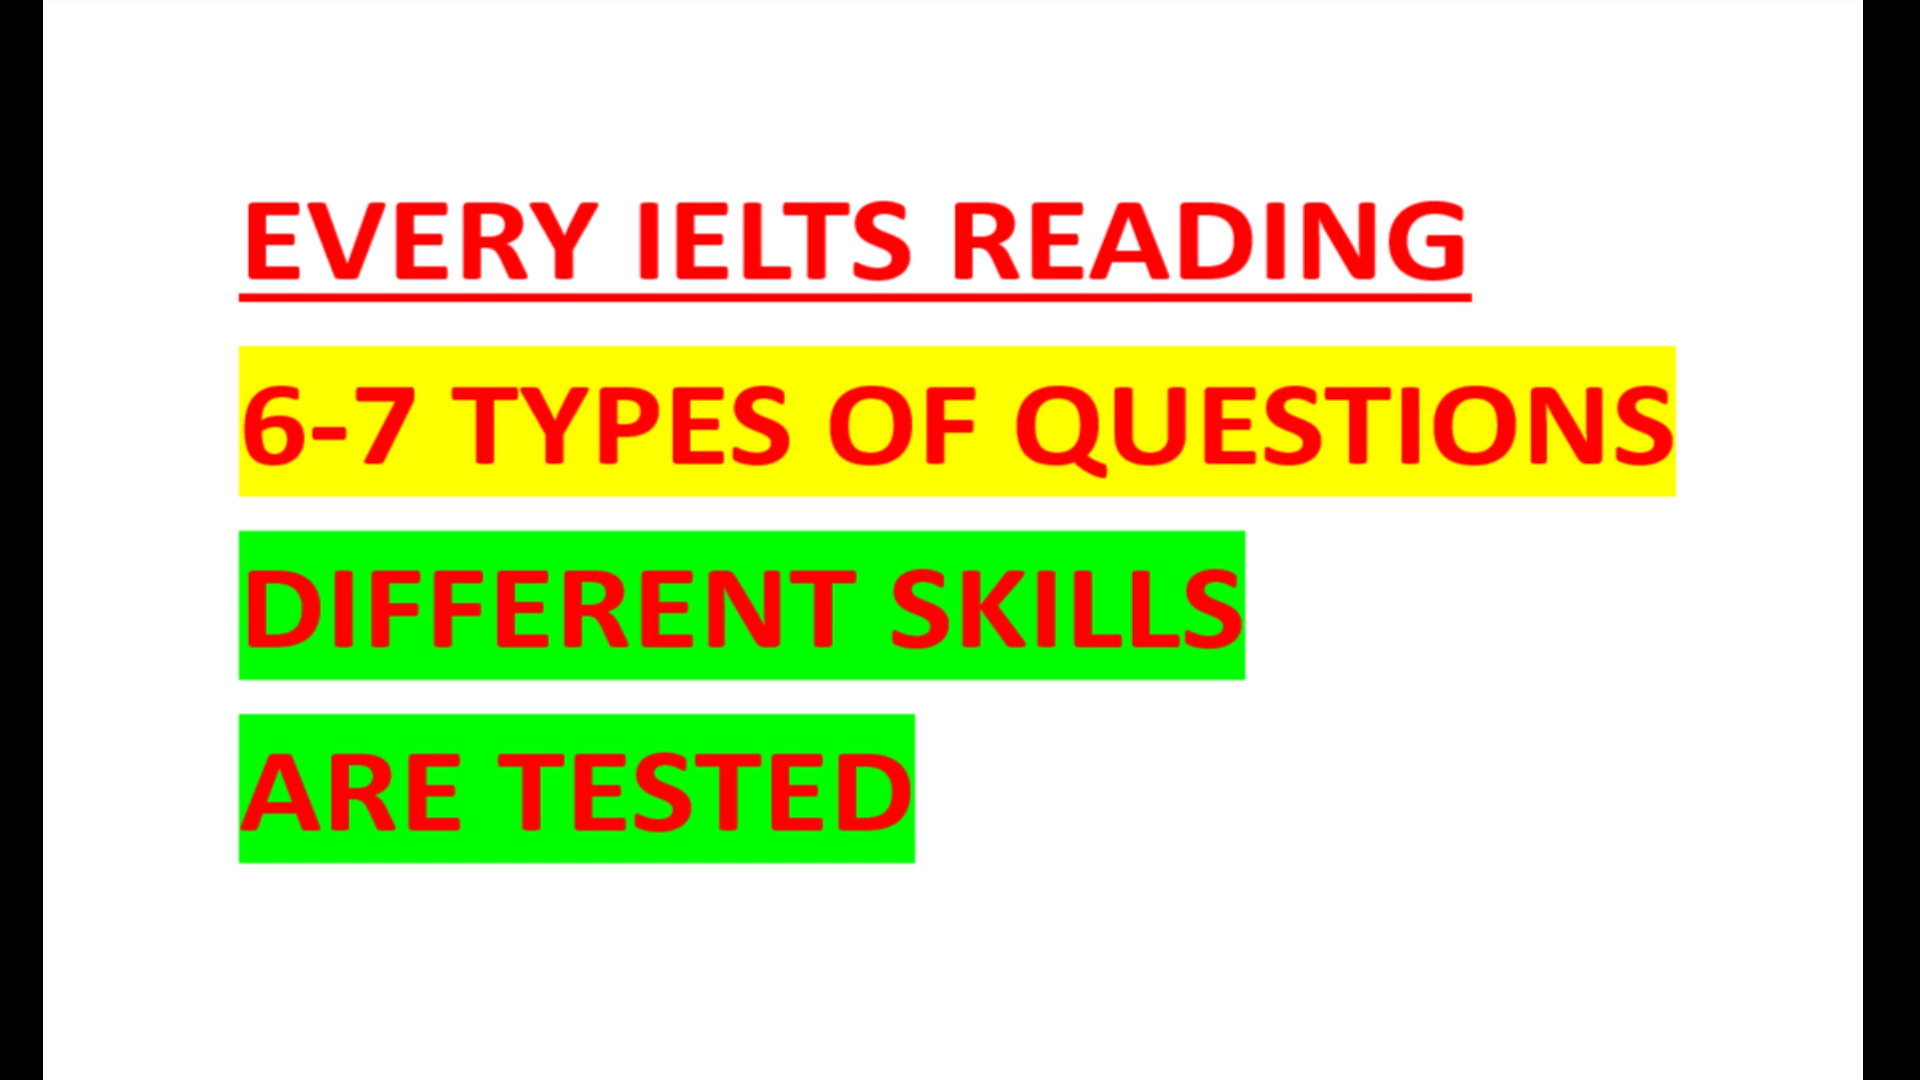 EVERY IELTS READING
6-7 TYPES OF QUESTIONS
DIFFERENT SKILLS
ARE TESTED